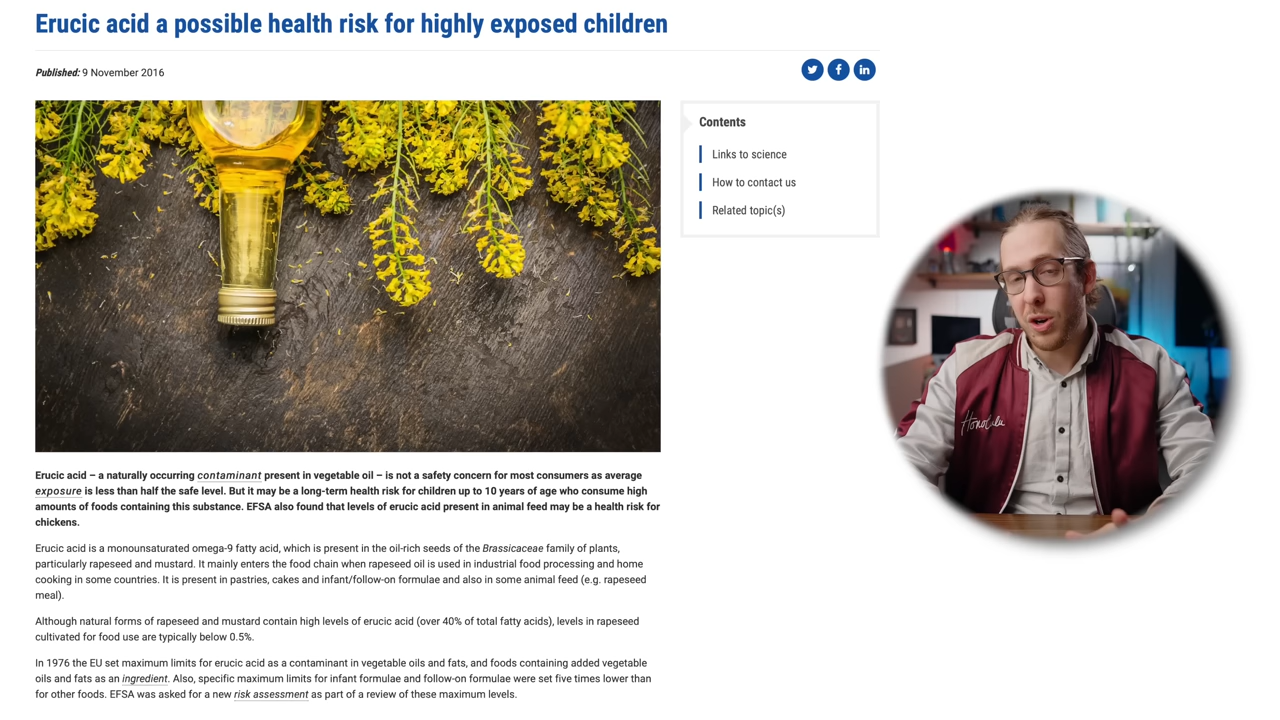 Erucic acid a possible health risk for highly exposed children
Published: 9 November 2016
Contents
Links to science
How to contact us
Related topic(s)
Honolulu
Erucic acid – a naturally occurring contaminant present in vegetable oil – is not a safety concern for most consumers as average
exposure is less than half the safe level. But it may be a long-term health risk for children up to 10 years of age who consume high
amounts of foods containing this substance. EFSA also found that levels of erucic acid present in animal feed may be a health risk for
chickens.
Erucic acid is a monounsaturated omega-9 fatty acid, which is present in the oil-rich seeds of the Brassicaceae family of plants,
particularly rapeseed and mustard. It mainly enters the food chain when rapeseed oil is used in industrial food processing and home
cooking in some countries. It is present in pastries, cakes and infant/follow-on formulae and also in some animal feed (e.g. rapeseed
meal).
Although natural forms of rapeseed and mustard contain high levels of erucic acid (over 40% of total fatty acids), levels in rapeseed
cultivated for food use are typically below 0.5%.
In 1976 the EU set maximum limits for erucic acid as a contaminant in vegetable oils and fats, and foods containing added vegetable
oils and fats as an ingredient. Also, specific maximum limits for infant formulae and follow-on formulae were set five times lower than
for other foods. EFSA was asked for a new risk assessment as part of a review of these maximum levels.